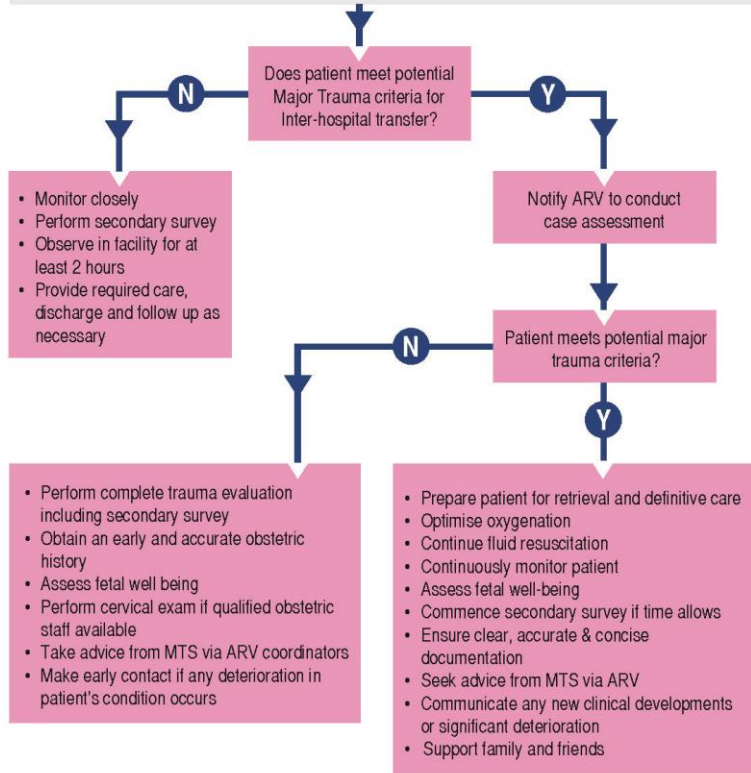 Does patient meet potential
Major Trauma criteria for
Inter-hospital transfer?
N
Y
• Monitor closely
• Perform secondary survey
• Observe in facility for at
least 2 hours
• Provide required care,
discharge and follow up as
necessary
Notify ARV to conduct
case assessment
Patient meets potential major
trauma criteria?
N
Y
• Perform complete trauma evaluation
including secondary survey
• Obtain an early and accurate obstetric
history
• Assess fetal well being
• Perform cervical exam if qualified obstetric
staff available
• Take advice from MTS via ARV coordinators
• Make early contact if any deterioration in
patient's condition occurs
• Prepare patient for retrieval and definitive care
• Optimise oxygenation
• Continue fluid resuscitation
• Continuously monitor patient
• Assess fetal well-being
• Commence secondary survey if time allows
• Ensure clear, accurate & concise
documentation
• Seek advice from MTS via ARV
• Communicate any new clinical developments
or significant deterioration
• Support family and friends